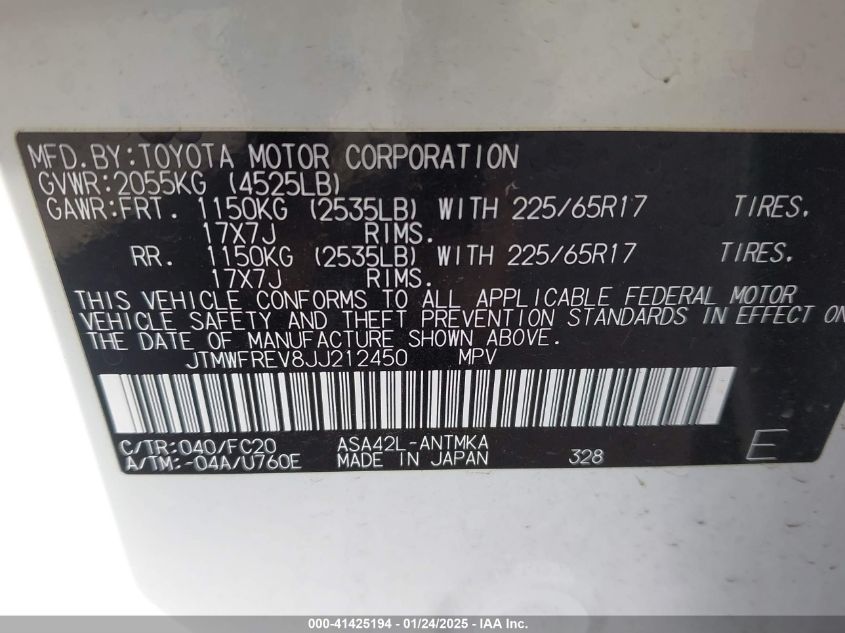 MFD.BY:TOYOTA MOTOR CORPORATION
GVWR:2055KG (4525LB)
GAWR:FRT. 1150KG (2535LB) WITH 225/65R17 TIRES.
17X7J RIMS.
RR. 1150KG (2535LB) WITH 225/65R17 TIRES.
17X7J RIMS.
THIS VEHICLE CONFORMS TO ALL APPLICABLE FEDERAL MOTOR
VEHICLE SAFETY AND THEFT PREVENTION STANDARDS IN EFFECT ON
THE DATE OF MANUFACTURE SHOWN ABOVE.
JTMWFREV8JJ212450 MPV
C/TR:040/FC20 ASA42L-ANTMKA
A/TM:-04A/U760E MADE IN JAPAN 328 E
000-41425194 - 01/24/2025 - IAA Inc.